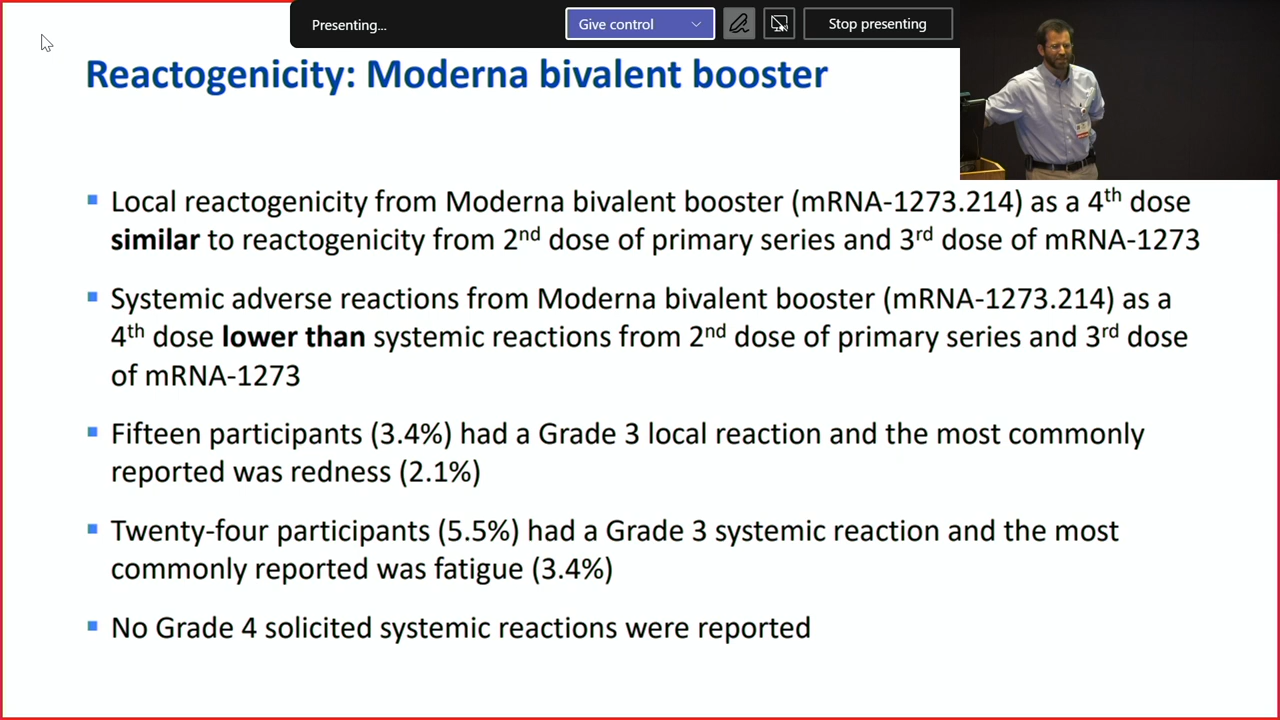 Presenting...
Give control
Stop presenting
Reactogenicity: Moderna bivalent booster
Local reactogenicity from Moderna bivalent booster (mRNA-1273.214) as a 4th dose
similar to reactogenicity from 2nd dose of primary series and 3rd dose of mRNA-1273
Systemic adverse reactions from Moderna bivalent booster (mRNA-1273.214) as a
4th dose lower than systemic reactions from 2nd dose of primary series and 3rd dose
of mRNA-1273
Fifteen participants (3.4%) had a Grade 3 local reaction and the most commonly
reported was redness (2.1%)
Twenty-four participants (5.5%) had a Grade 3 systemic reaction and the most
commonly reported was fatigue (3.4%)
No Grade 4 solicited systemic reactions were reported